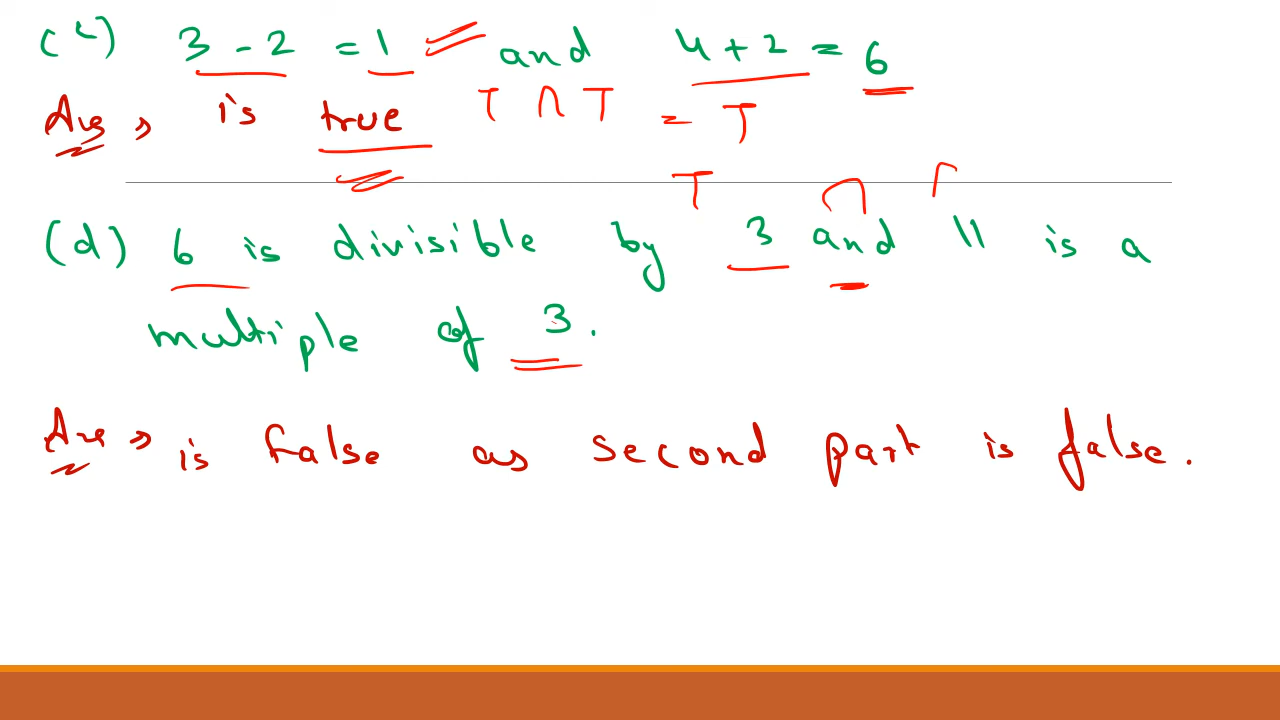 (c) 3 - 2 = 1 and 4 + 2 = 6
Ans → is true T ∩ T = T
T ∩
(d) 6 is divisible by 3 and 11 is a
multiple of 3.
Ans → is false as second part is false.